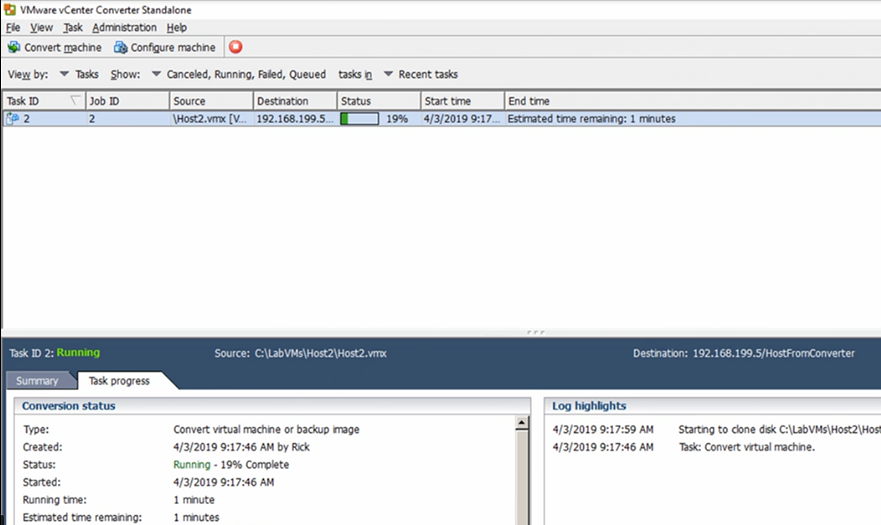 VMware vCenter Converter Standalone
File View Task Administration Help
Convert machine Configure machine
View by: Tasks Show: Canceled, Running, Failed, Queued tasks in Recent tasks
Task ID Job ID Source Destination Status Start time End time
2 2 \Host2.vmx [V... 192.168.199.5... 19% 4/3/2019 9:17... Estimated time remaining: 1 minutes
Task ID 2: Running Source: C:\LabVMs\Host2\Host2.vmx Destination: 192.168.199.5/HostFromConverter
Summary Task progress
Conversion status Log highlights
Type: Convert virtual machine or backup image 4/3/2019 9:17:59 AM Starting to clone disk C:\LabVMs\Host2\Host
Created: 4/3/2019 9:17:46 AM by Rick 4/3/2019 9:17:46 AM Task: Convert virtual machine.
Status: Running - 19% Complete
Started: 4/3/2019 9:17:46 AM
Running time: 1 minute
Estimated time remaining: 1 minutes